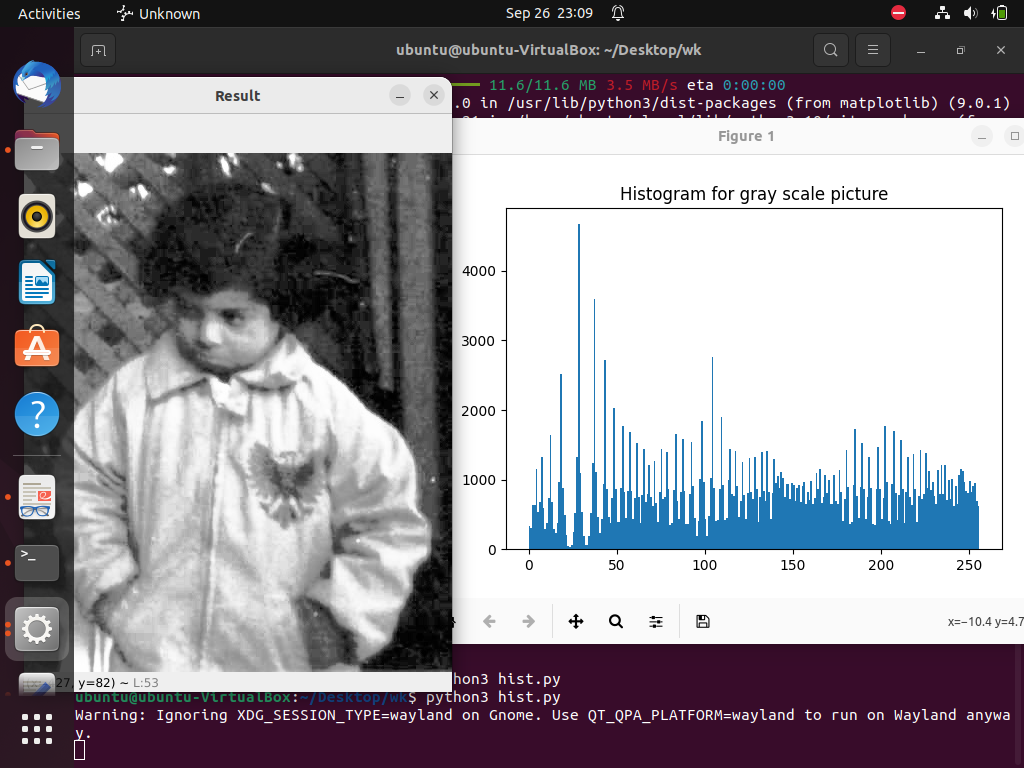 Activities
Unknown
Sep 26 23:09
ubuntu@ubuntu-VirtualBox: ~/Desktop/wk
11.6/11.6 MB 3.5 MB/s eta 0:00:00
.0 in /usr/lib/python3/dist-packages (from matplotlib) (9.0.1)
Result
Figure 1
Histogram for gray scale picture
4000
3000
2000
1000
0
0 50 100 150 200 250
x=−10.4 y=4.7
27, y=82) ~ L:53
hon3 hist.py
ubuntu@ubuntu-VirtualBox:~/Desktop/wk$ python3 hist.py
Warning: Ignoring XDG_SESSION_TYPE=wayland on Gnome. Use QT_QPA_PLATFORM=wayland to run on Wayland anywa
y.